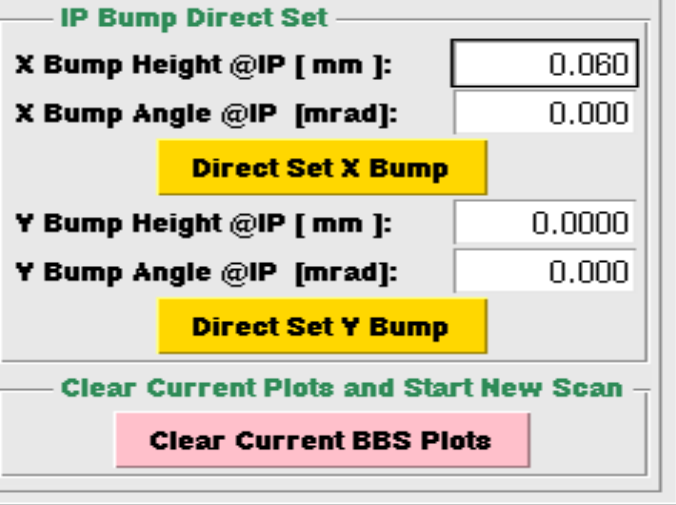 IP Bump Direct Set
X Bump Height @IP [ mm ]: 0.060
X Bump Angle @IP [mrad]: 0.000
Direct Set X Bump
Y Bump Height @IP [ mm ]: 0.0000
Y Bump Angle @IP [mrad]: 0.000
Direct Set Y Bump
Clear Current Plots and Start New Scan
Clear Current BBS Plots